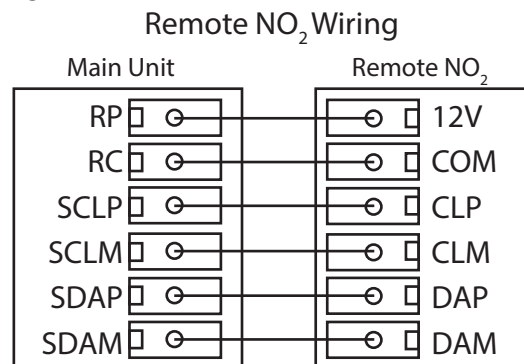 Remote NO₂ Wiring
Main Unit Remote NO₂
RP 12V
RC COM
SCLP CLP
SCLM CLM
SDAP DAP
SDAM DAM